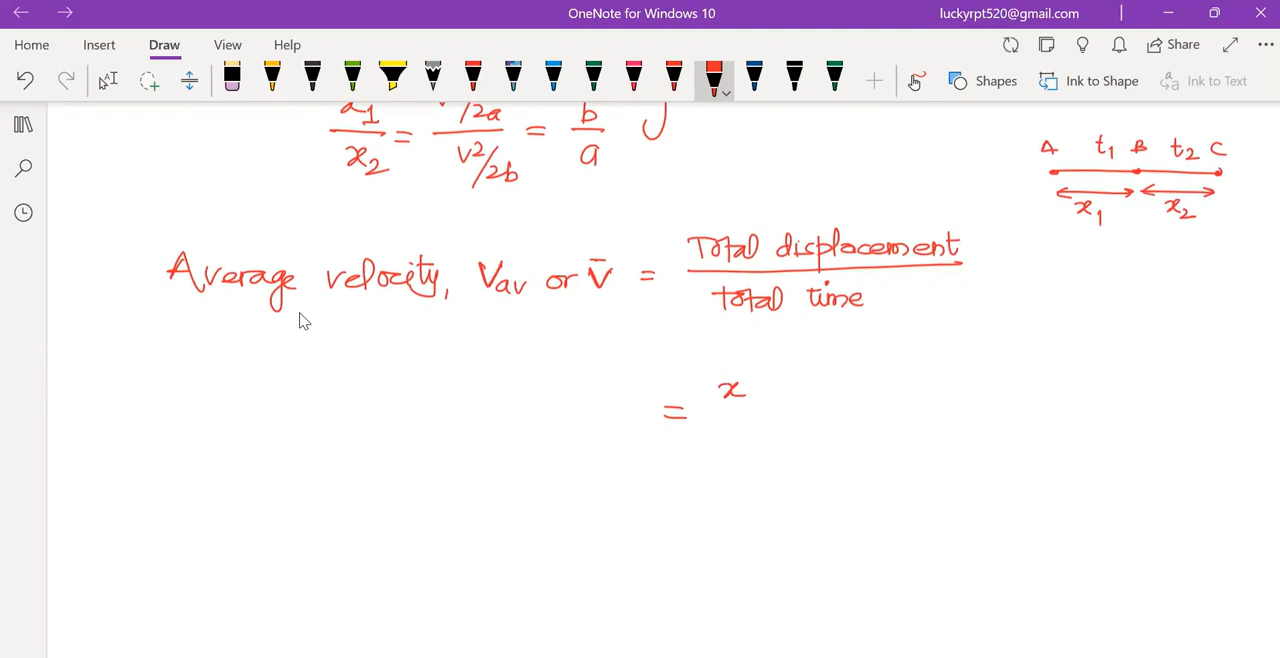 OneNote for Windows 10
luckyrpt520@gmail.com
Home Insert Draw View Help Share
Shapes Ink to Shape Ink to Text
x2 = v²/2b = b/a
A t1 B t2 C
x1 x2
Average velocity, Vav or v̄ = Total displacement / total time
= x